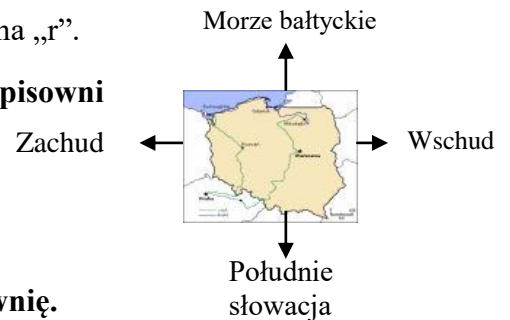 na „r”.
Morze bałtyckie
pisowni
Zachud
Wschud
Południe
słowacja
wnię.